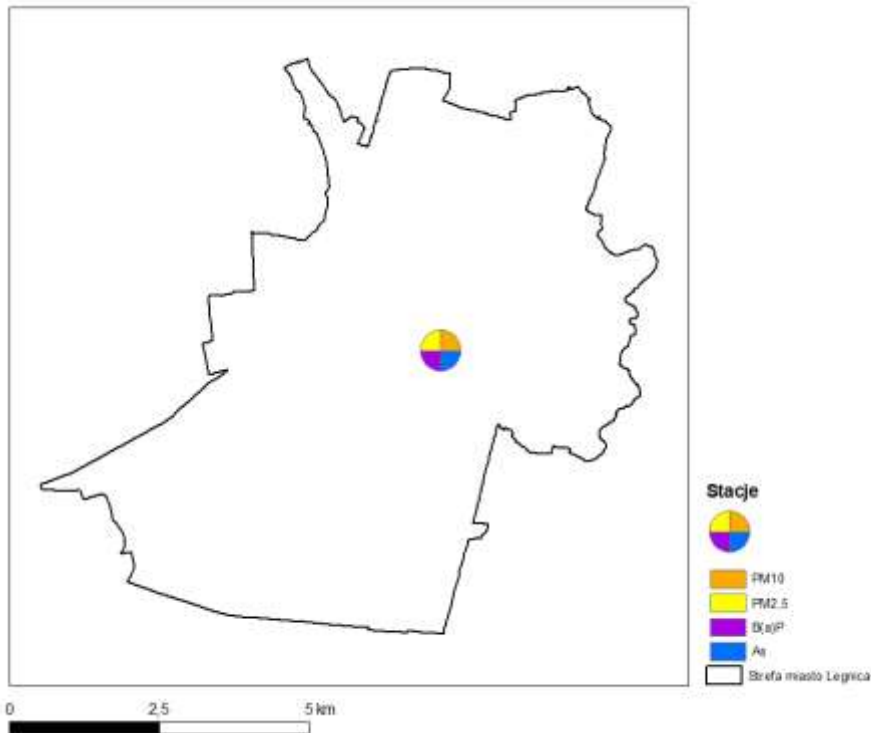 Stacje
PM10
PM2.5
B(a)P
As
Strefa miasto Legnica
0 2,5 5 km